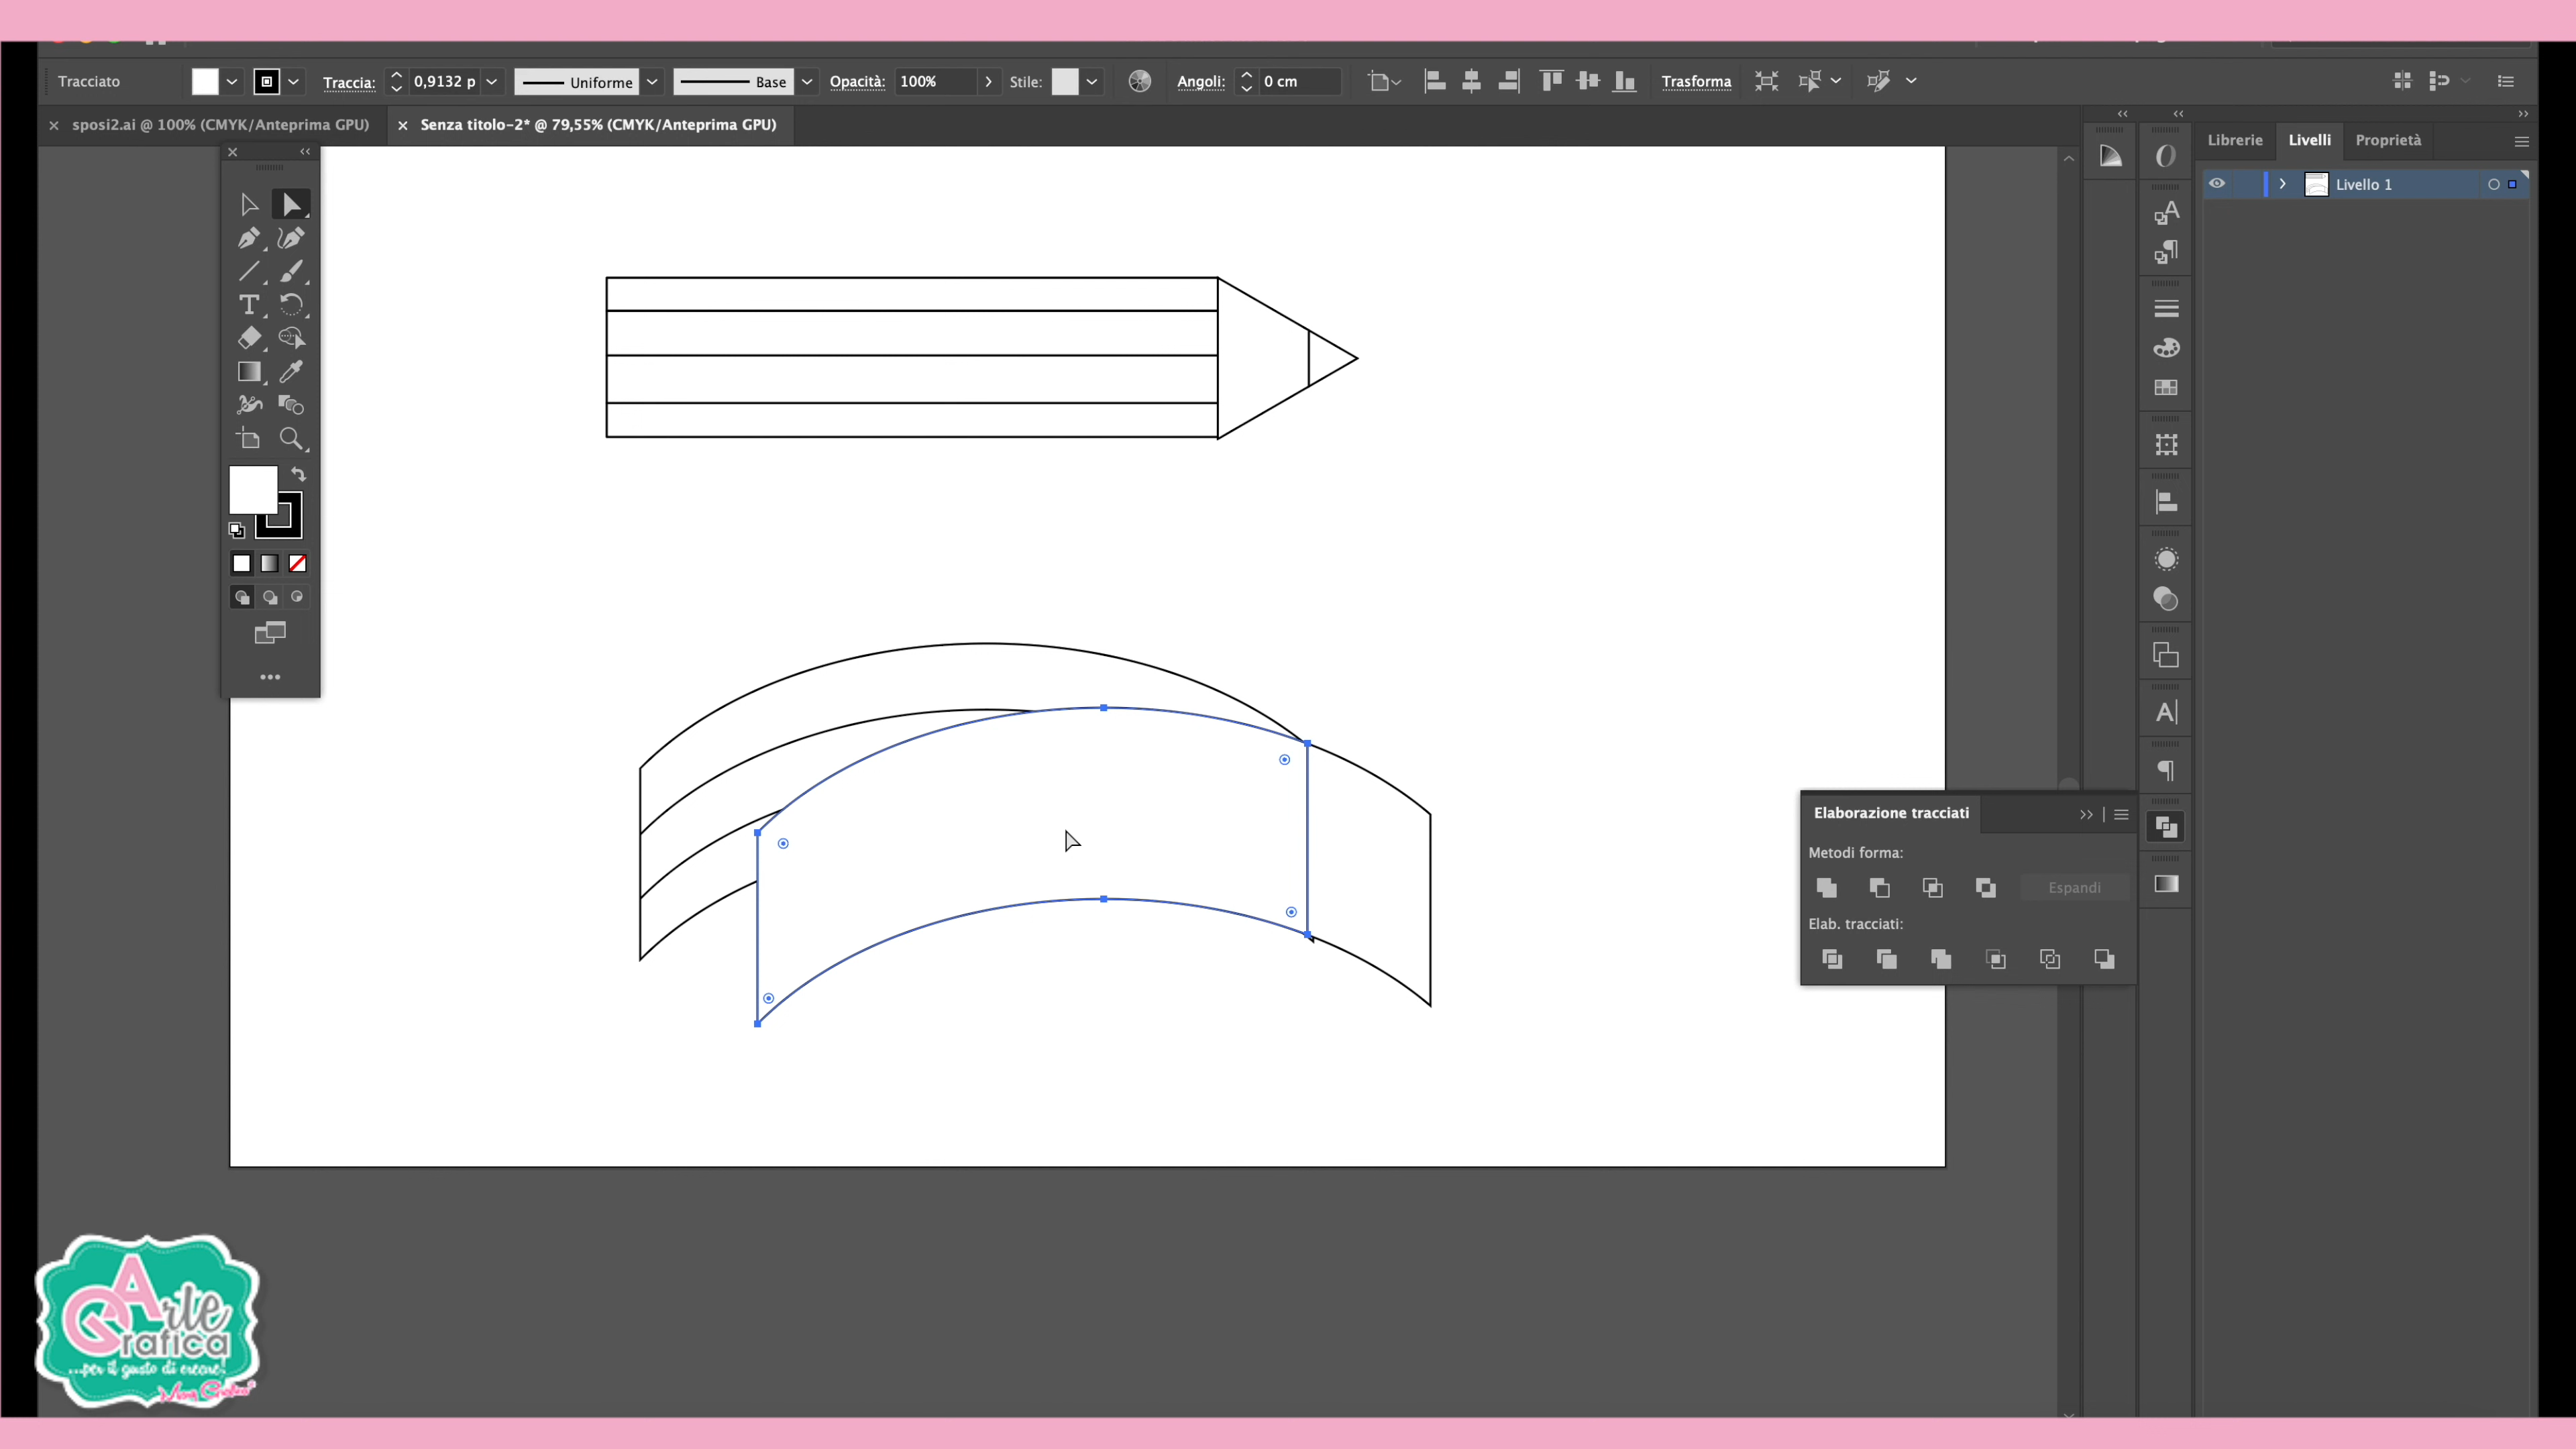 Tracciato
Traccia:
0,9132 p
Uniforme
Base
Opacità:
100%
Stile:
Angoli:
0 cm
Trasforma
sposi2.ai @ 100% (CMYK/Anteprima GPU)
Senza titolo-2* @ 79,55% (CMYK/Anteprima GPU)
Librerie
Livelli
Proprietà
Livello 1
Elaborazione tracciati
Metodi forma:
Espandi
Elab. tracciati:
Arte
Grafica
...per il gusto di creare!